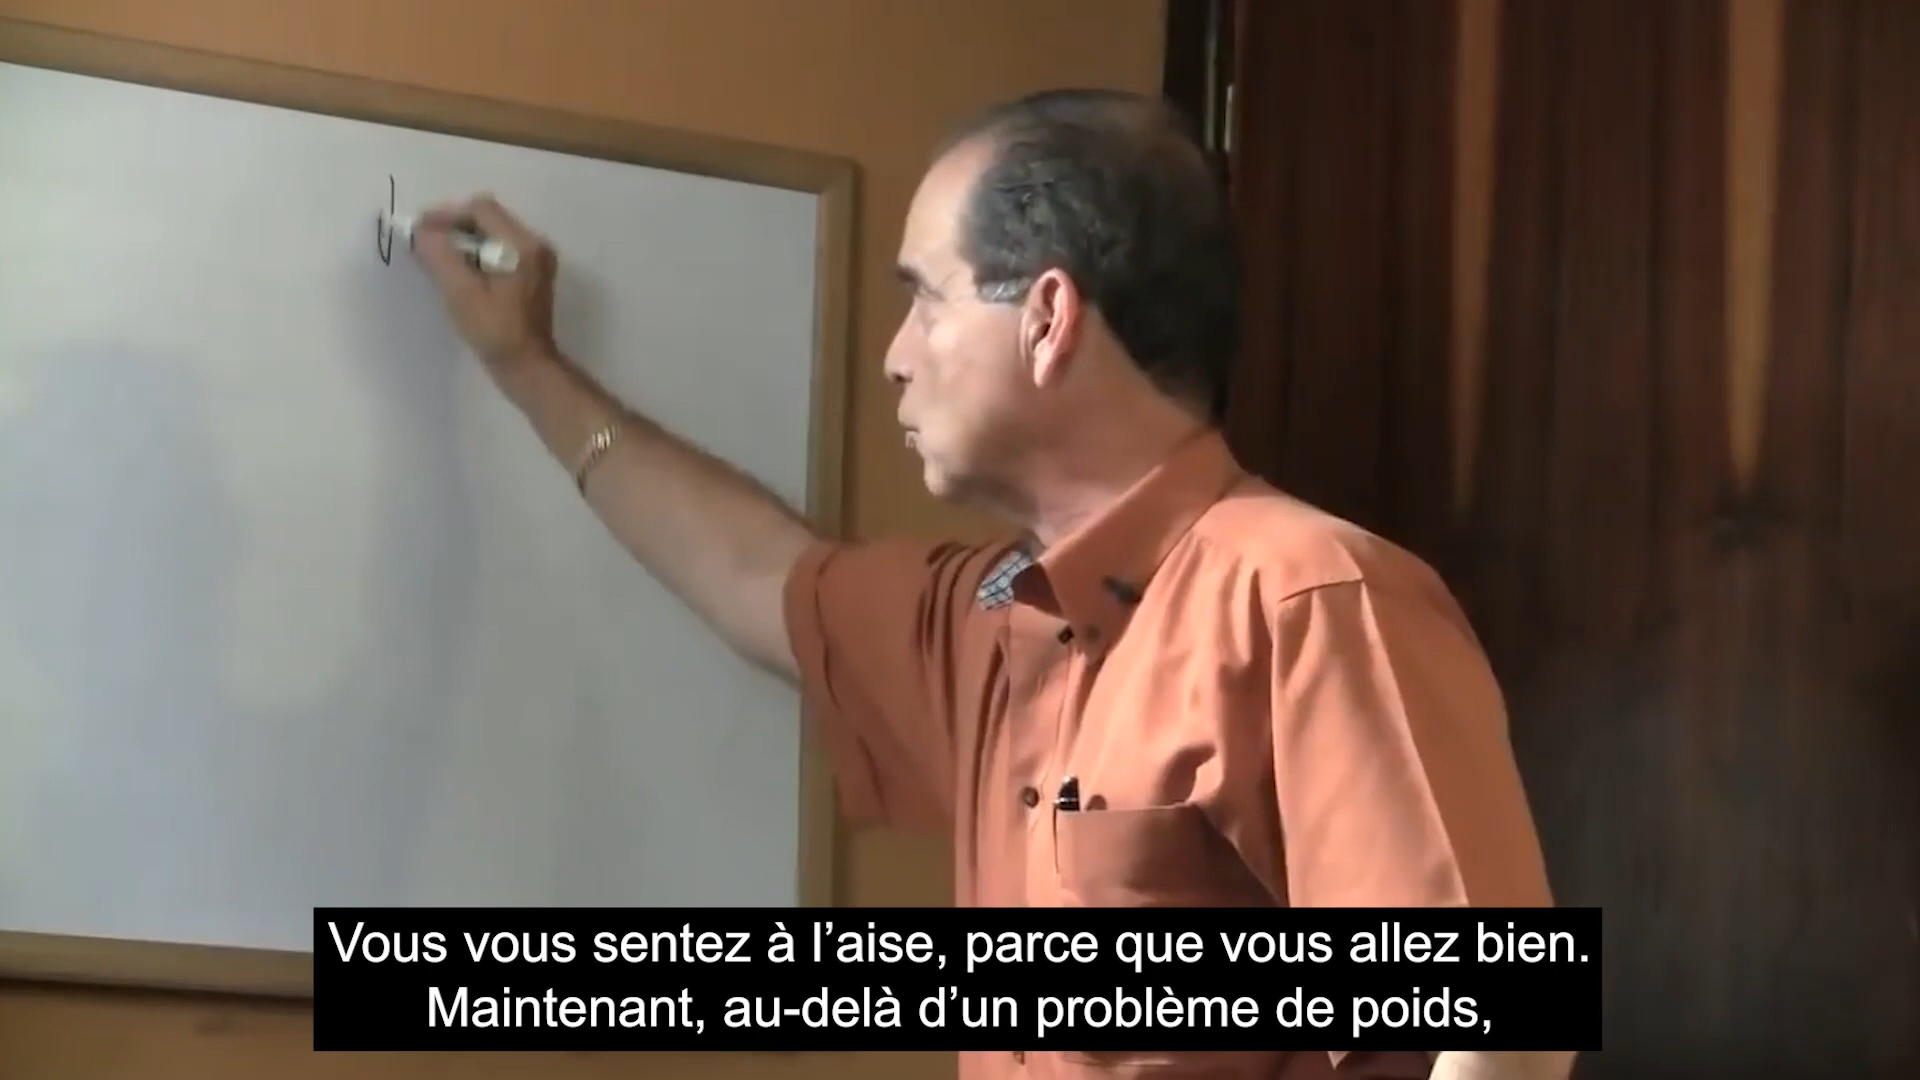 Vous vous sentez à l’aise, parce que vous allez bien.
Maintenant, au-delà d’un problème de poids,